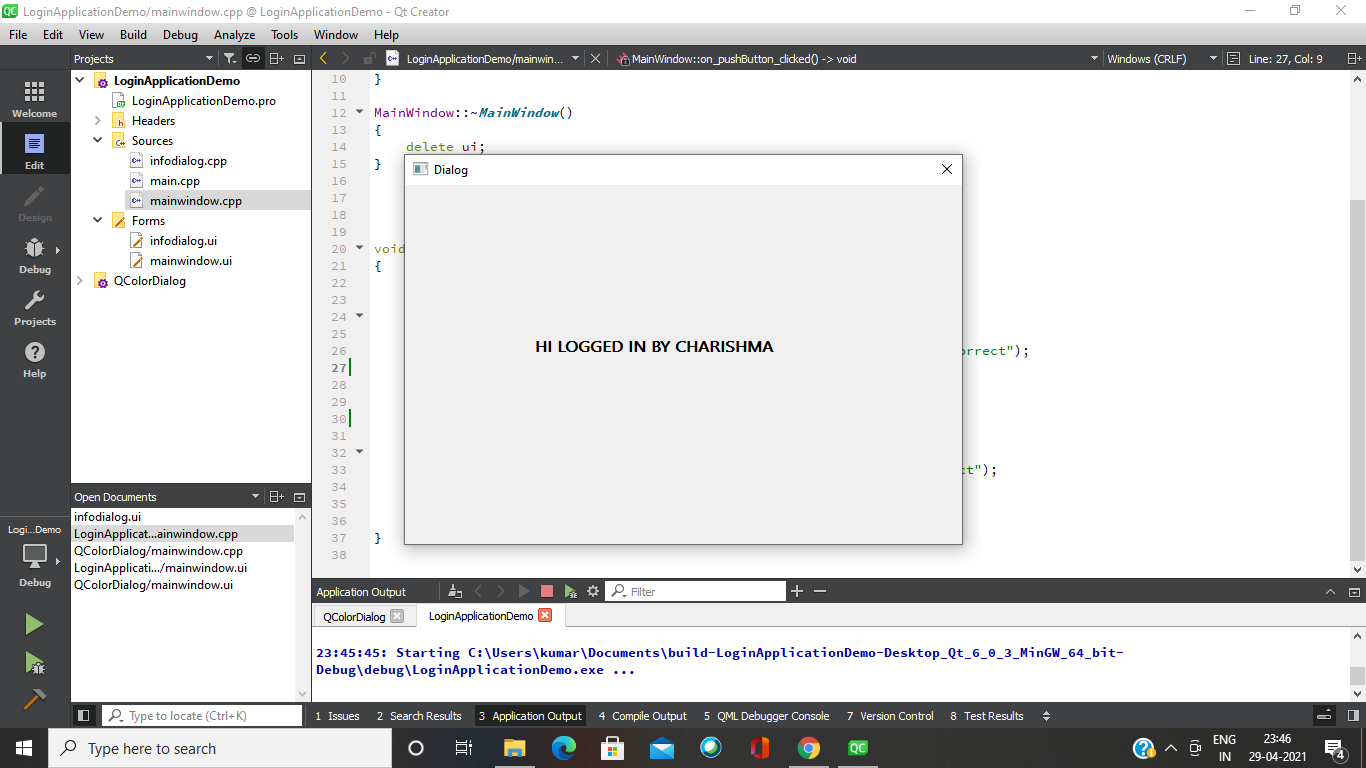 LoginApplicationDemo/mainwindow.cpp @ LoginApplicationDemo - Qt Creator
File Edit View Build Debug Analyze Tools Window Help
Projects
LoginApplicationDemo/mainwin...
MainWindow::on_pushButton_clicked() -> void
Windows (CRLF)
Line: 27, Col: 9
Welcome
Edit
Design
Debug
Projects
Help
LoginApplicationDemo
LoginApplicationDemo.pro
Headers
Sources
infodialog.cpp
main.cpp
mainwindow.cpp
Forms
infodialog.ui
mainwindow.ui
QColorDialog
10 }
11
12 MainWindow::~MainWindow()
13 {
14 delete ui;
15 }
16
17
18
19
20 void
21 {
22
23
24
25
26 orrect");
27
28
29
30
31
32
33 ct");
34
35
36
37 }
38
Dialog
HI LOGGED IN BY CHARISHMA
Open Documents
infodialog.ui
LoginApplicat...ainwindow.cpp
QColorDialog/mainwindow.cpp
LoginApplicati.../mainwindow.ui
QColorDialog/mainwindow.ui
Logi...Demo
Debug
Application Output
Filter
QColorDialog
LoginApplicationDemo
23:45:45: Starting C:\Users\kumar\Documents\build-LoginApplicationDemo-Desktop_Qt_6_0_3_MinGW_64_bit-
Debug\debug\LoginApplicationDemo.exe ...
Type to locate (Ctrl+K)
1 Issues 2 Search Results 3 Application Output 4 Compile Output 5 QML Debugger Console 7 Version Control 8 Test Results
Type here to search
ENG
IN
23:46
29-04-2021
4